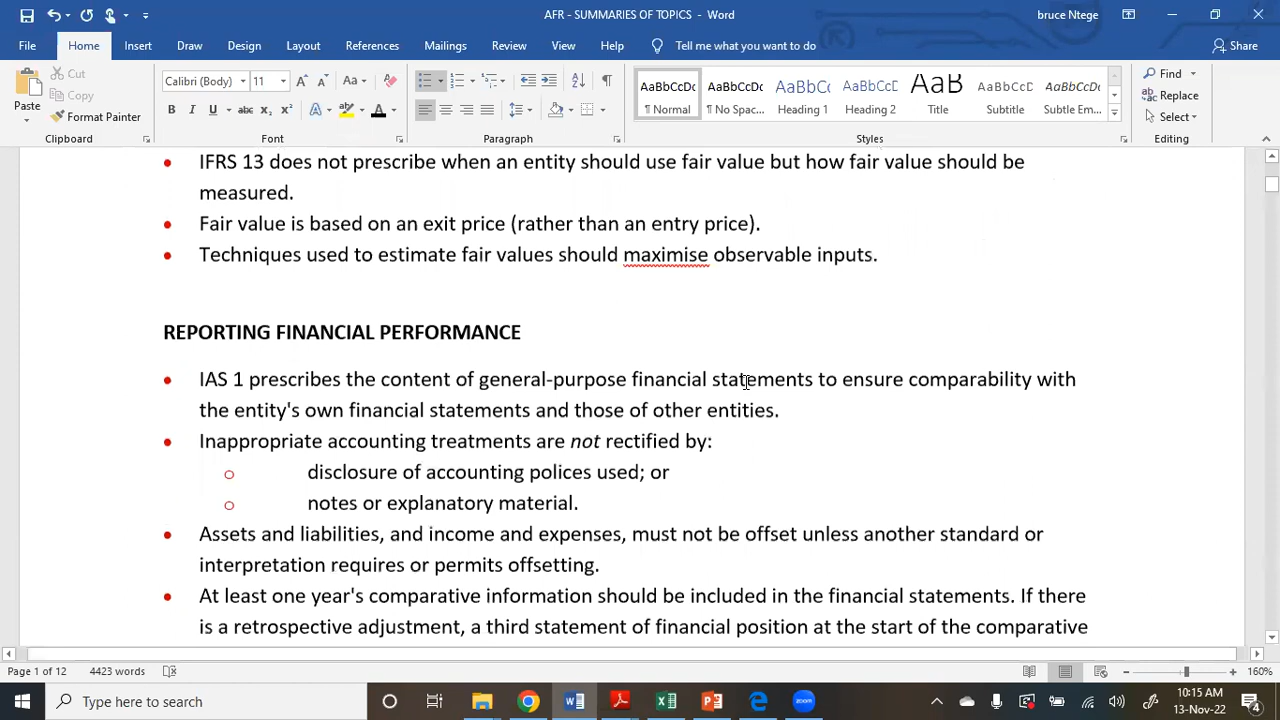 AFR - SUMMARIES OF TOPICS - Word
bruce Ntege
File Home Insert Draw Design Layout References Mailings Review View Help Tell me what you want to do Share
Paste
Cut
Copy
Format Painter
Clipboard
Calibri (Body) 11
Font
Paragraph
AaBbCcDc AaBbCcDc AaBbC AaBbCcD AaB AaBbCcD AaBbCcDc
¶ Normal ¶ No Spac... Heading 1 Heading 2 Title Subtitle Subtle Em...
Styles
Find
Replace
Select
Editing
• IFRS 13 does not prescribe when an entity should use fair value but how fair value should be
measured.
• Fair value is based on an exit price (rather than an entry price).
• Techniques used to estimate fair values should maximise observable inputs.
REPORTING FINANCIAL PERFORMANCE
• IAS 1 prescribes the content of general-purpose financial statements to ensure comparability with
the entity's own financial statements and those of other entities.
• Inappropriate accounting treatments are not rectified by:
o disclosure of accounting polices used; or
o notes or explanatory material.
• Assets and liabilities, and income and expenses, must not be offset unless another standard or
interpretation requires or permits offsetting.
• At least one year's comparative information should be included in the financial statements. If there
is a retrospective adjustment, a third statement of financial position at the start of the comparative
Page 1 of 12 4423 words 160%
Type here to search
zoom
10:15 AM
13-Nov-22
4